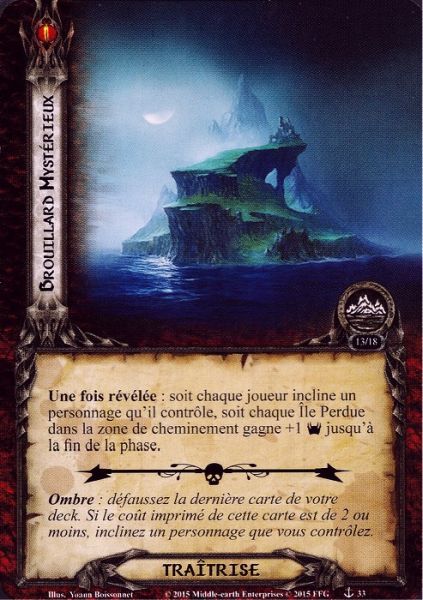 Brouillard Mystérieux
13/18
Une fois révélée : soit chaque joueur incline un
personnage qu'il contrôle, soit chaque Île Perdue
dans la zone de cheminement gagne +1 jusqu'à
la fin de la phase.
Ombre : défaussez la dernière carte de votre
deck. Si le coût imprimé de cette carte est de 2 ou
moins, inclinez un personnage que vous contrôlez.
TRAÎTRISE
Illus. Yoann Boissonnet © 2015 Middle-earth Enterprises © 2015 FFG 33